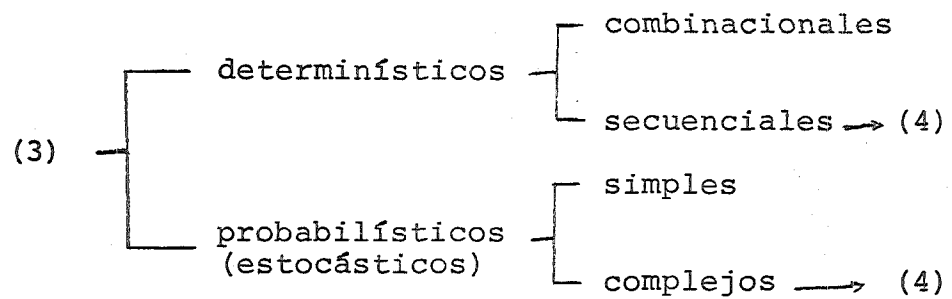 combinacionales
determinísticos
secuenciales → (4)
(3)
simples
probabilísticos
(estocásticos)
complejos → (4)